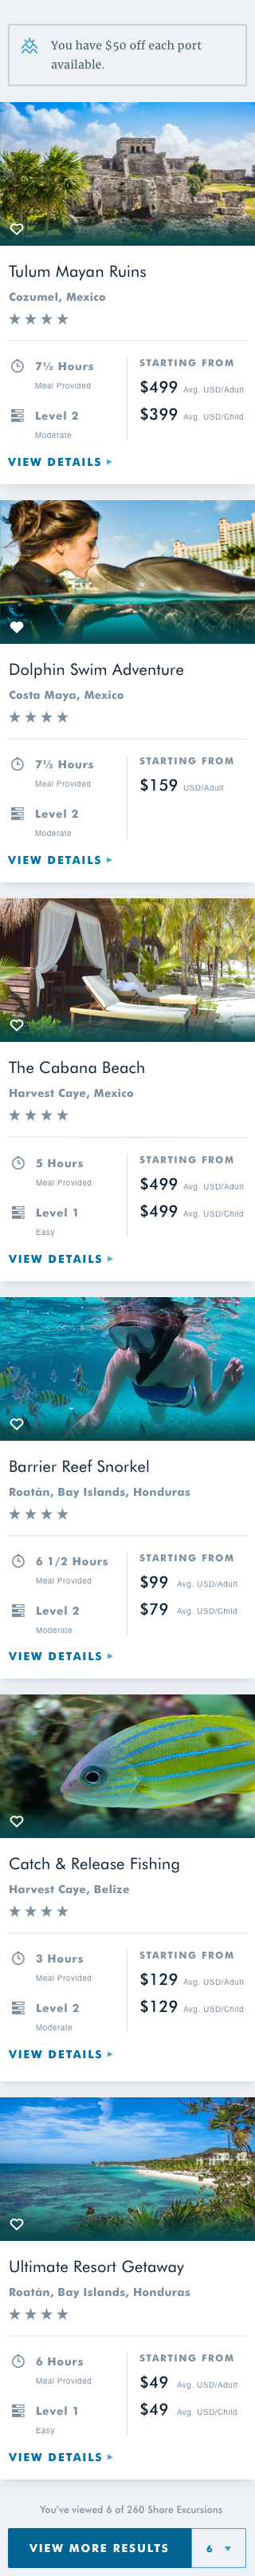 You have $50 off each port
available.
Tulum Mayan Ruins
Cozumel, Mexico
7½ Hours
Meal Provided
Level 2
Moderate
STARTING FROM
$499 Avg. USD/Adult
$399 Avg. USD/Child
VIEW DETAILS
Dolphin Swim Adventure
Costa Maya, Mexico
7½ Hours
Meal Provided
Level 2
Moderate
STARTING FROM
$159 USD/Adult
VIEW DETAILS
The Cabana Beach
Harvest Caye, Mexico
5 Hours
Meal Provided
Level 1
Easy
STARTING FROM
$499 Avg. USD/Adult
$499 Avg. USD/Child
VIEW DETAILS
Barrier Reef Snorkel
Roatán, Bay Islands, Honduras
6 1/2 Hours
Meal Provided
Level 2
Moderate
STARTING FROM
$99 Avg. USD/Adult
$79 Avg. USD/Child
VIEW DETAILS
Catch & Release Fishing
Harvest Caye, Belize
3 Hours
Meal Provided
Level 2
Moderate
STARTING FROM
$129 Avg. USD/Adult
$129 Avg. USD/Child
VIEW DETAILS
Ultimate Resort Getaway
Roatán, Bay Islands, Honduras
6 Hours
Meal Provided
Level 1
Easy
STARTING FROM
$49 Avg. USD/Adult
$49 Avg. USD/Child
VIEW DETAILS
You've viewed 6 of 260 Shore Excursions
VIEW MORE RESULTS
6